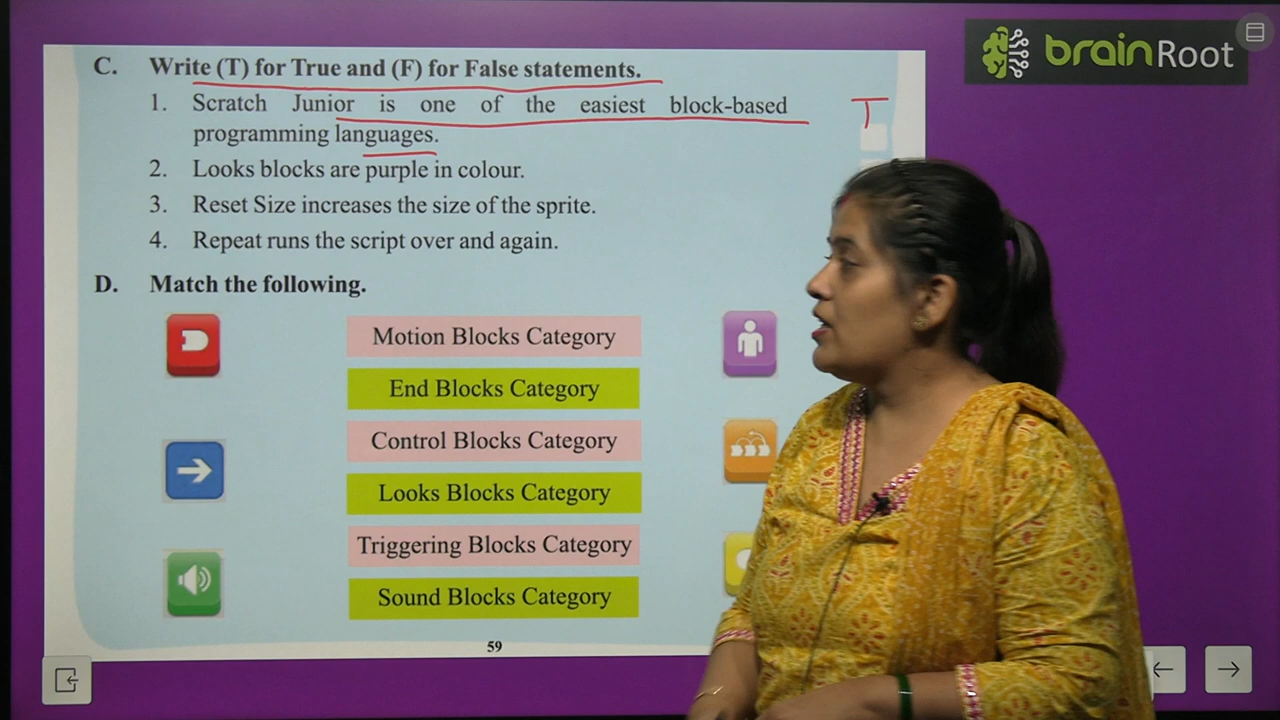 brainRoot
C. Write (T) for True and (F) for False statements.
1. Scratch Junior is one of the easiest block-based T
programming languages.
2. Looks blocks are purple in colour.
3. Reset Size increases the size of the sprite.
4. Repeat runs the script over and again.
D. Match the following.
Motion Blocks Category
End Blocks Category
Control Blocks Category
Looks Blocks Category
Triggering Blocks Category
Sound Blocks Category
59